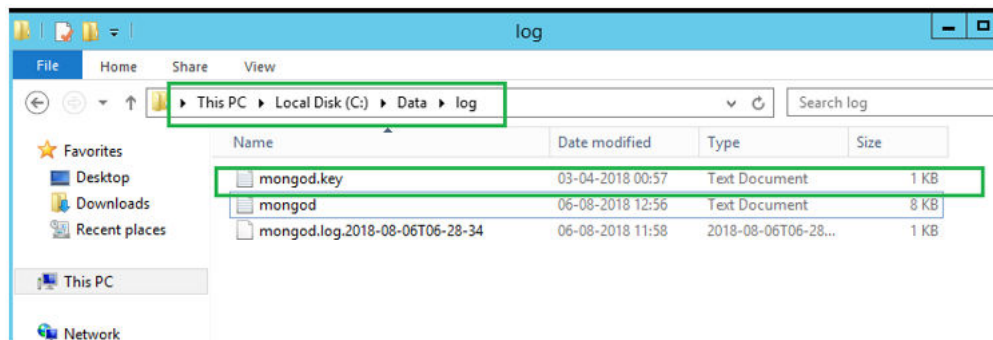 log
File Home Share View
This PC Local Disk (C:) Data log Search log
Name Date modified Type Size
Favorites
Desktop
Downloads
Recent places
This PC
Network
mongod.key 03-04-2018 00:57 Text Document 1 KB
mongod 06-08-2018 12:56 Text Document 8 KB
mongod.log.2018-08-06T06-28-34 06-08-2018 11:58 2018-08-06T06-28... 1 KB